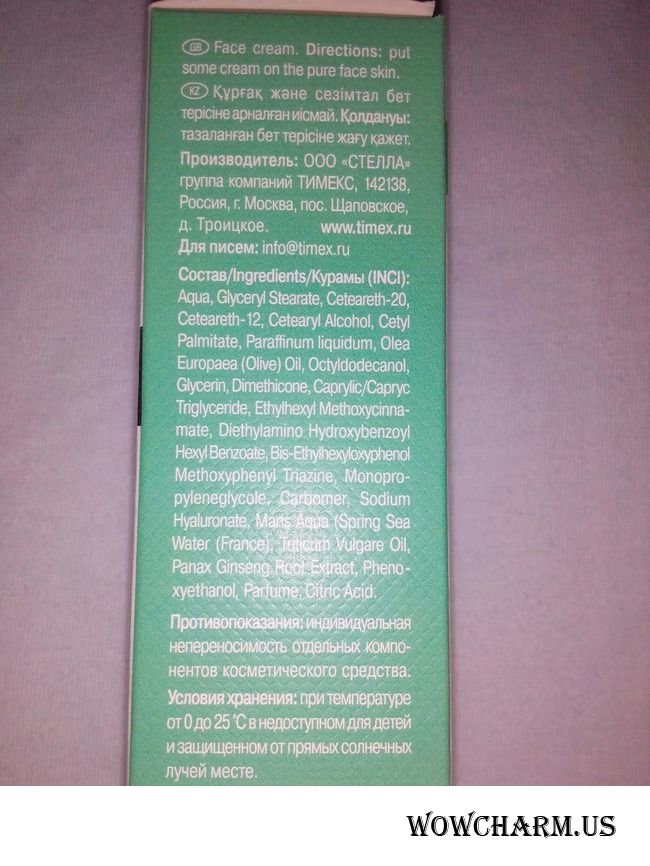 GB Face cream. Directions: put
some cream on the pure face skin.
KZ Құрғақ және сезімтал бет
терісіне арналған иісмай. Қолдануы:
тазаланған бет терісіне жағу қажет.
Производитель: ООО «СТЕЛЛА»
группа компаний ТИМЕКС, 142138,
Россия, г. Москва, пос. Щаповское,
д. Троицкое. www.timex.ru
Для писем: info@timex.ru
Состав/Ingredients/Курамы (INCI):
Aqua, Glyceryl Stearate, Ceteareth-20,
Ceteareth-12, Cetearyl Alcohol, Cetyl
Palmitate, Paraffinum liquidum, Olea
Europaea (Olive) Oil, Octyldodecanol,
Glycerin, Dimethicone, Caprylic/Capryc
Triglyceride, Ethylhexyl Methoxycinna-
mate, Diethylamino Hydroxybenzoyl
Hexyl Benzoate, Bis-Ethylhexyloxyphenol
Methoxyphenyl Triazine, Monopro-
pyleneglycole, Carbomer, Sodium
Hyaluronate, Maris Aqua (Spring Sea
Water (France), Triticum Vulgare Oil,
Panax Ginseng Root Extract, Pheno-
xyethanol, Parfume, Citric Acid.
Противопоказания: индивидуальная
непереносимость отдельных компо-
нентов косметического средства.
Условия хранения: при температуре
от 0 до 25 °С в недоступном для детей
и защищенном от прямых солнечных
лучей месте.
WOWCHARM.US